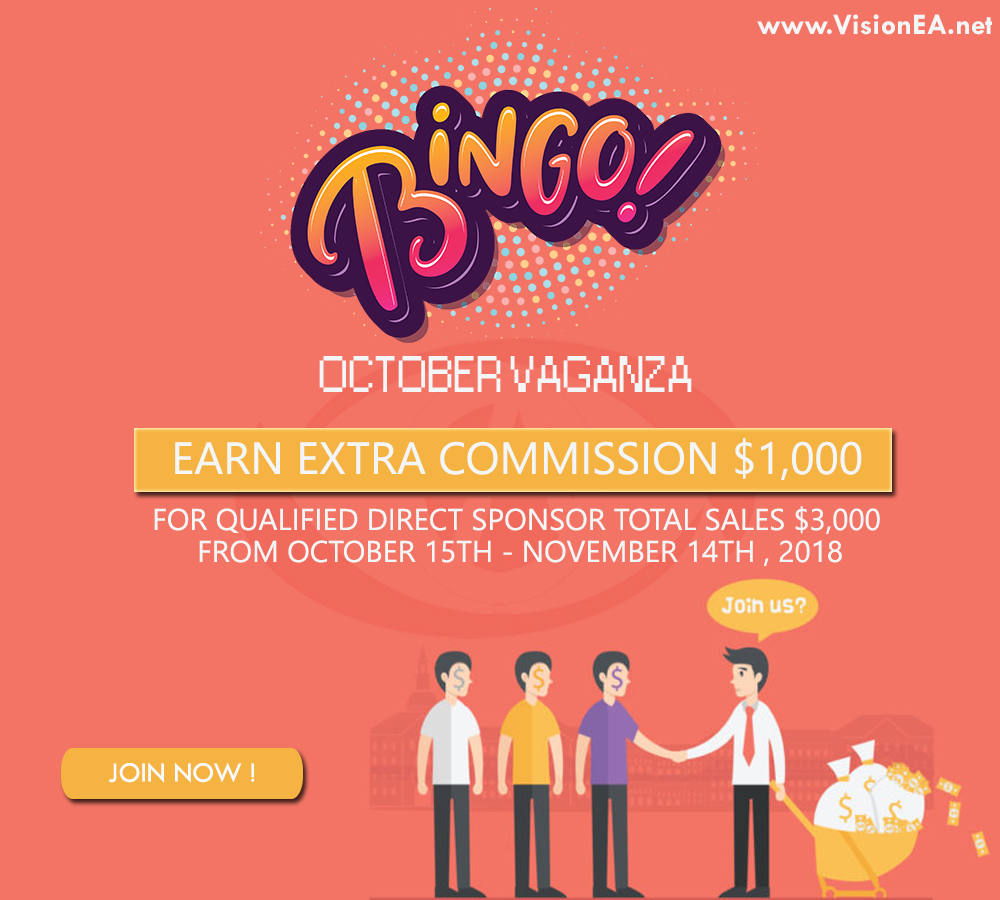 www.VisionEA.net
BiNGO!
OCTOBER VAGANZA
EARN EXTRA COMMISSION $1,000
FOR QUALIFIED DIRECT SPONSOR TOTAL SALES $3,000
FROM OCTOBER 15TH - NOVEMBER 14TH , 2018
Join us?
$ $ $
$ $
JOIN NOW !